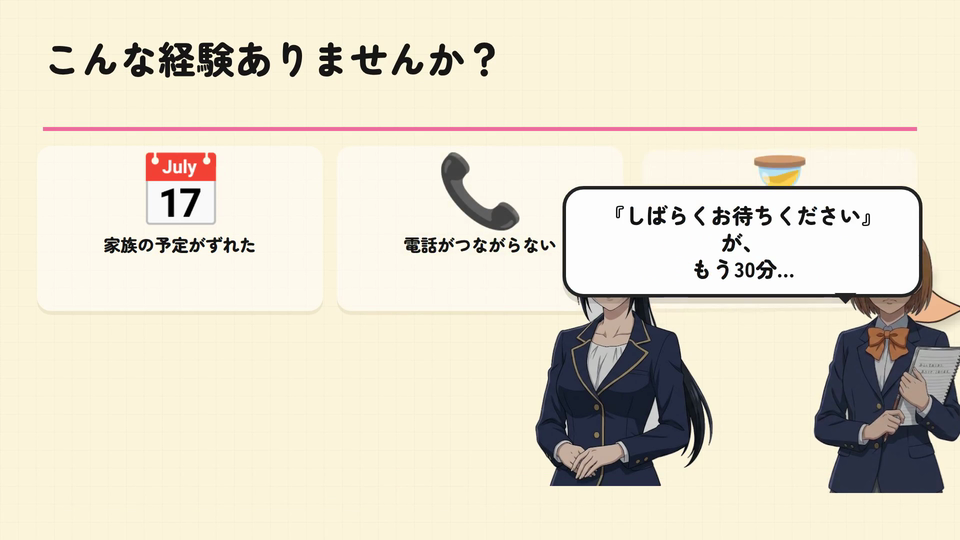 こんな経験ありませんか？
July
17
家族の予定がずれた
電話がつながらない
『しばらくお待ちください』
が、
もう30分…